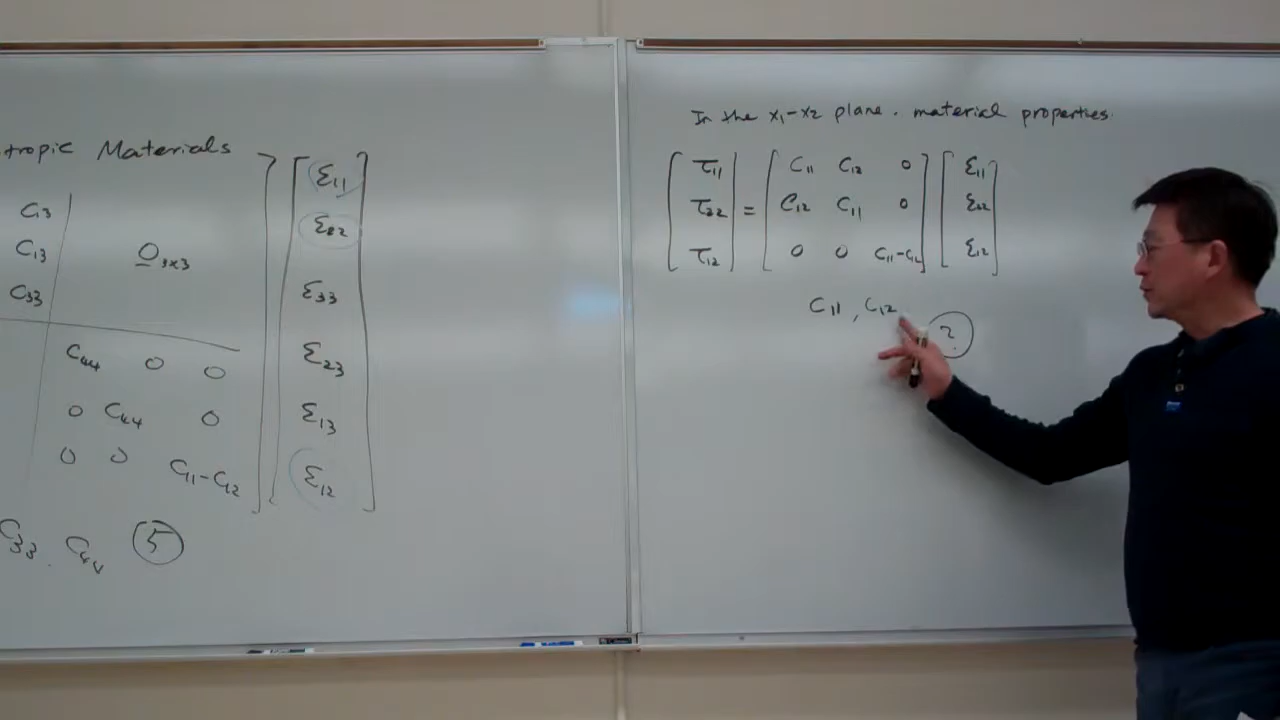 tropic Materials
C13
C13 0 3x3
C33
C44 0 0
0 C44 0
0 0 C11-C12
ε11
ε22
ε33
ε23
ε13
ε12
C33, C44 5
In the x1-x2 plane, material properties.
τ11 C11 C12 0 ε11
τ22 = C12 C11 0 ε22
τ12 0 0 C11-C12 ε12
C11, C12 2